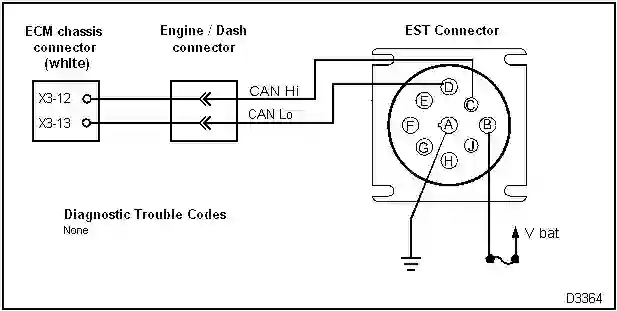 ECM chassis
connector
(white)
Engine / Dash
connector
EST Connector
X3-12
X3-13
CAN Hi
CAN Lo
D
E
C
F
A
B
G
J
H
V bat
Diagnostic Trouble Codes
None
D3364